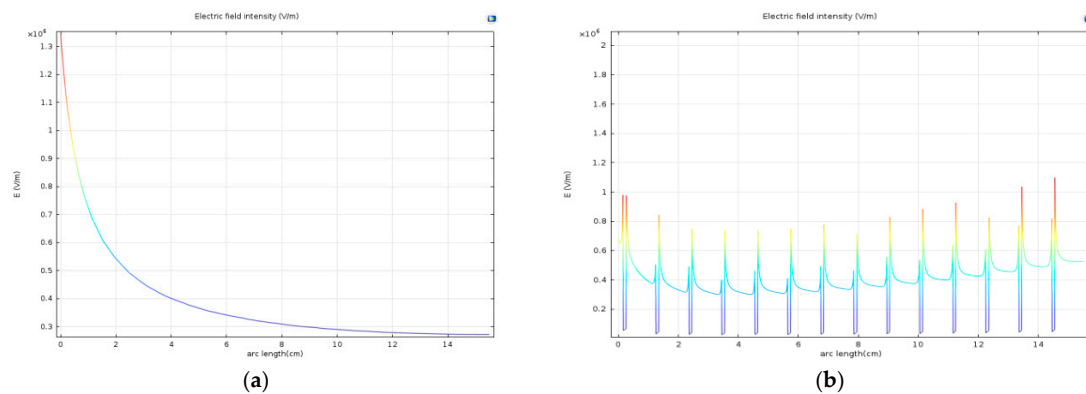 Electric field intensity (V/m)
×10⁶
1.3
1.2
1.1
1
0.9
0.8
0.7
0.6
0.5
0.4
0.3
E (V/m)
0 2 4 6 8 10 12 14
arc length(cm)
(a)
Electric field intensity (V/m)
×10⁶
2
1.8
1.6
1.4
1.2
1
0.8
0.6
0.4
0.2
E (V/m)
0 2 4 6 8 10 12 14
arc length(cm)
(b)